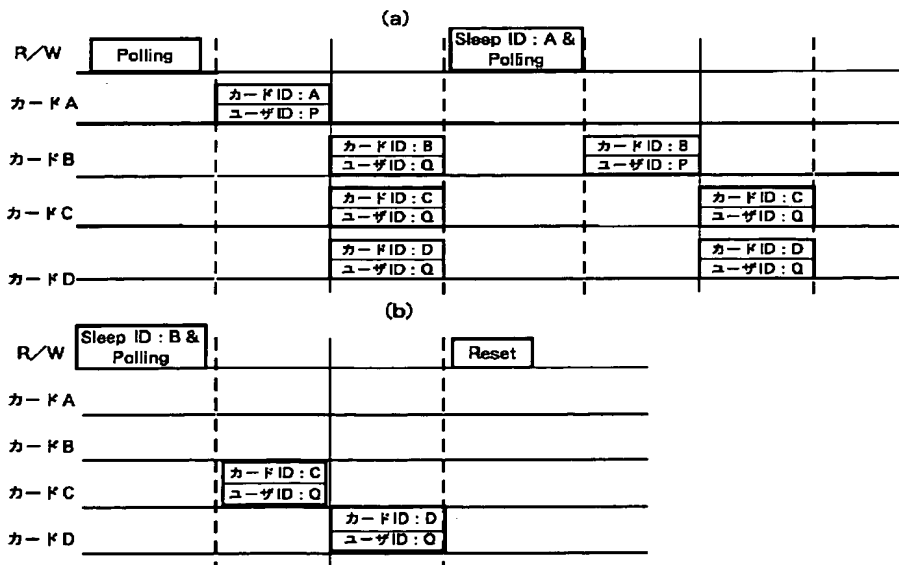 (a)
R/W
Polling
Sleep ID : A &
Polling
カードA
カードID : A
ユーザID : P
カードB
カードID : B
ユーザID : Q
カードID : B
ユーザID : P
カードC
カードID : C
ユーザID : Q
カードID : C
ユーザID : Q
カードD
カードID : D
ユーザID : Q
カードID : D
ユーザID : Q
(b)
R/W
Sleep ID : B &
Polling
Reset
カードA
カードB
カードC
カードID : C
ユーザID : Q
カードD
カードID : D
ユーザID : Q